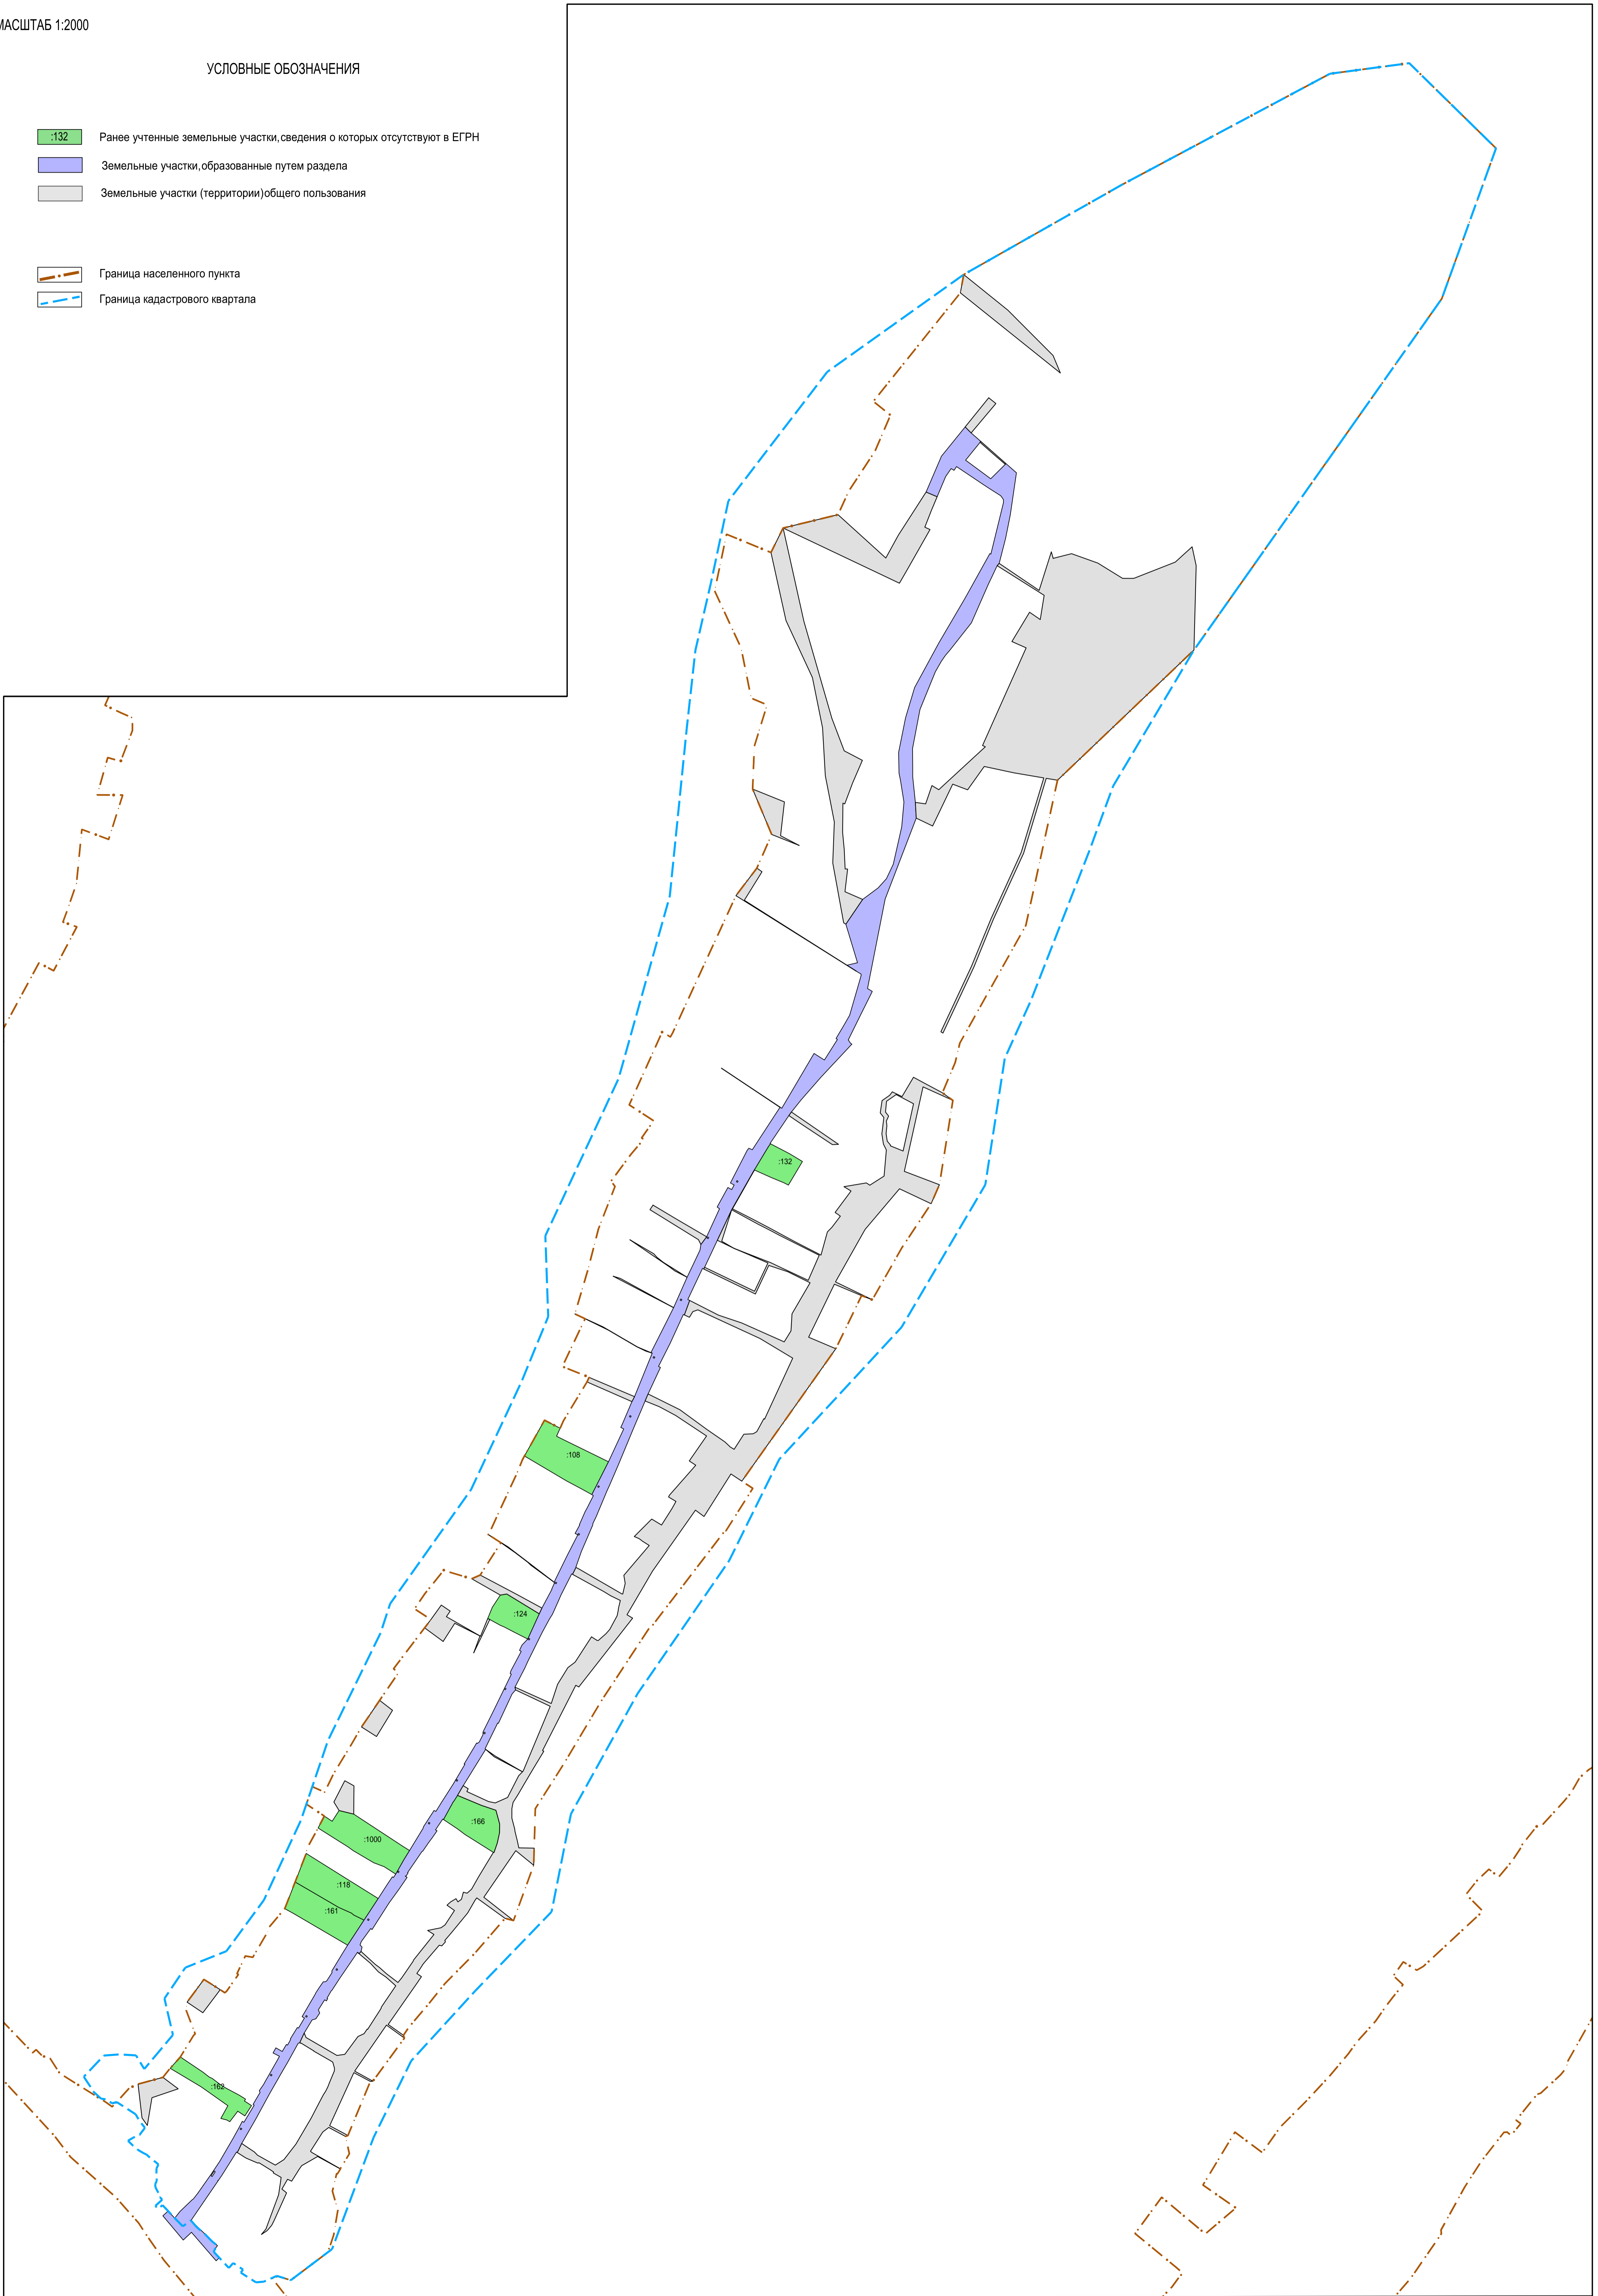 МАСШТАБ 1:2000
УСЛОВНЫЕ ОБОЗНАЧЕНИЯ
:132 Ранее учтенные земельные участки,сведения о которых отсутствуют в ЕГРН
Земельные участки,образованные путем раздела
Земельные участки (территории)общего пользования
Граница населенного пункта
Граница кадастрового квартала
:132
:108
:124
:166
:1000
:118
:161
:162